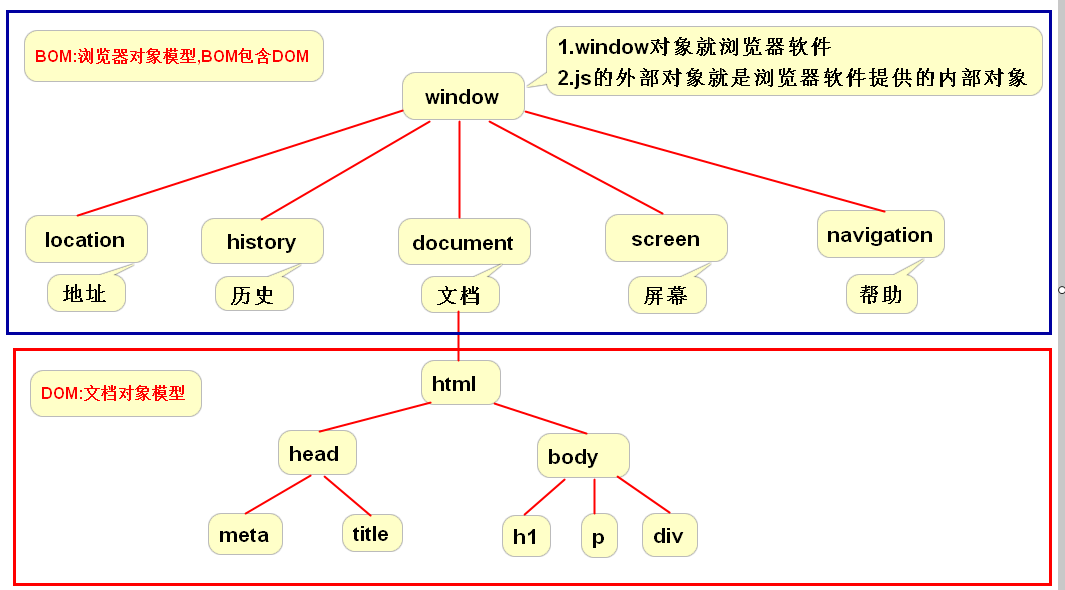 BOM:浏览器对象模型,BOM包含DOM
1.window对象就浏览器软件
2.js的外部对象就是浏览器软件提供的内部对象
window
location
history
document
screen
navigation
地址
历史
文档
屏幕
帮助
DOM:文档对象模型
html
head
body
meta
title
h1
p
div